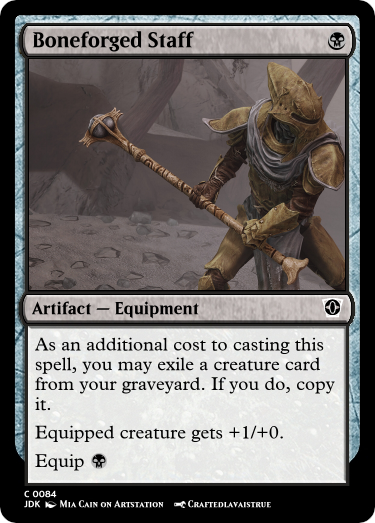 Boneforged Staff
Artifact — Equipment
As an additional cost to casting this
spell, you may exile a creature card
from your graveyard. If you do, copy
it.
Equipped creature gets +1/+0.
Equip
C 0084
JDK Mia Cain on Artstation Craftedlavaistrue